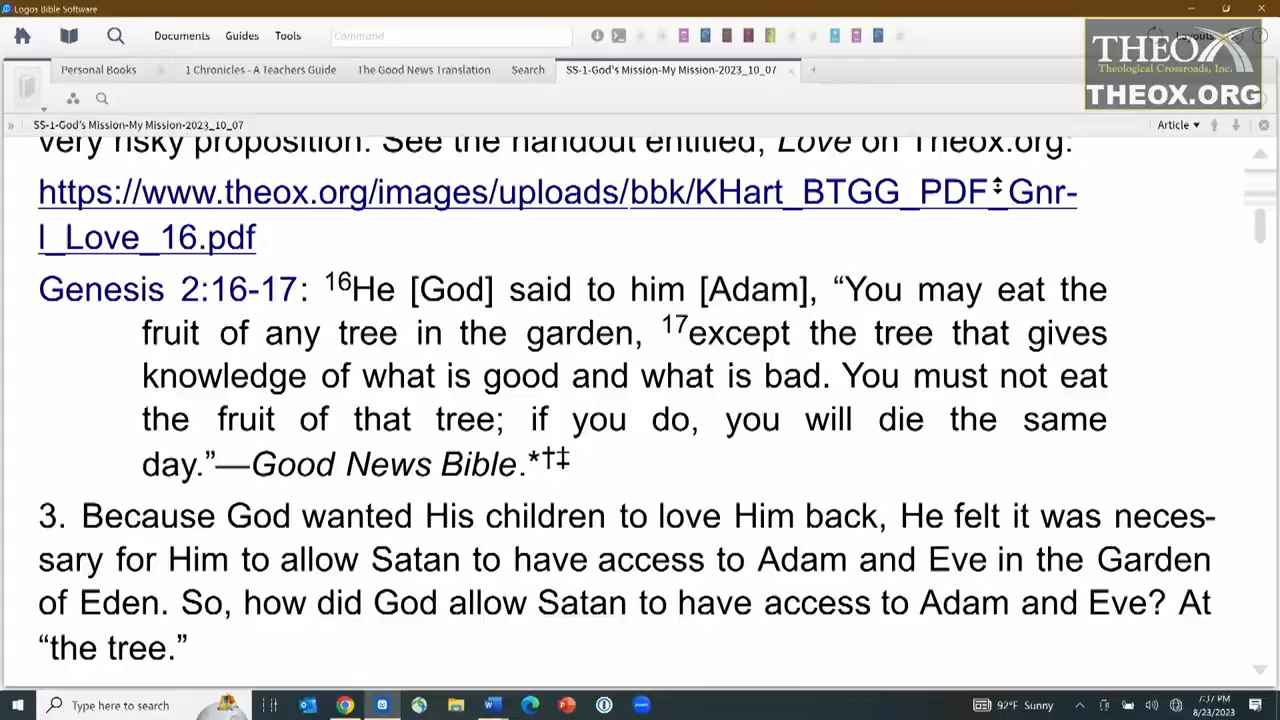 Logos Bible Software
Documents Guides Tools Command Layouts
THEOX
Theological Crossroads, Inc.
THEOX.ORG
Personal Books 1 Chronicles - A Teachers Guide The Good News in Judaism Search SS-1-God's Mission-My Mission-2023_10_07
SS-1-God's Mission-My Mission-2023_10_07 Article
very risky proposition. See the handout entitled, Love on Theox.org:
https://www.theox.org/images/uploads/bbk/KHart_BTGG_PDF_Gnr-
l_Love_16.pdf
Genesis 2:16-17: 16He [God] said to him [Adam], “You may eat the
fruit of any tree in the garden, 17except the tree that gives
knowledge of what is good and what is bad. You must not eat
the fruit of that tree; if you do, you will die the same
day.”—Good News Bible.*†‡
3. Because God wanted His children to love Him back, He felt it was neces-
sary for Him to allow Satan to have access to Adam and Eve in the Garden
of Eden. So, how did God allow Satan to have access to Adam and Eve? At
“the tree.”
Type here to search 92°F Sunny 7:37 PM
8/23/2023